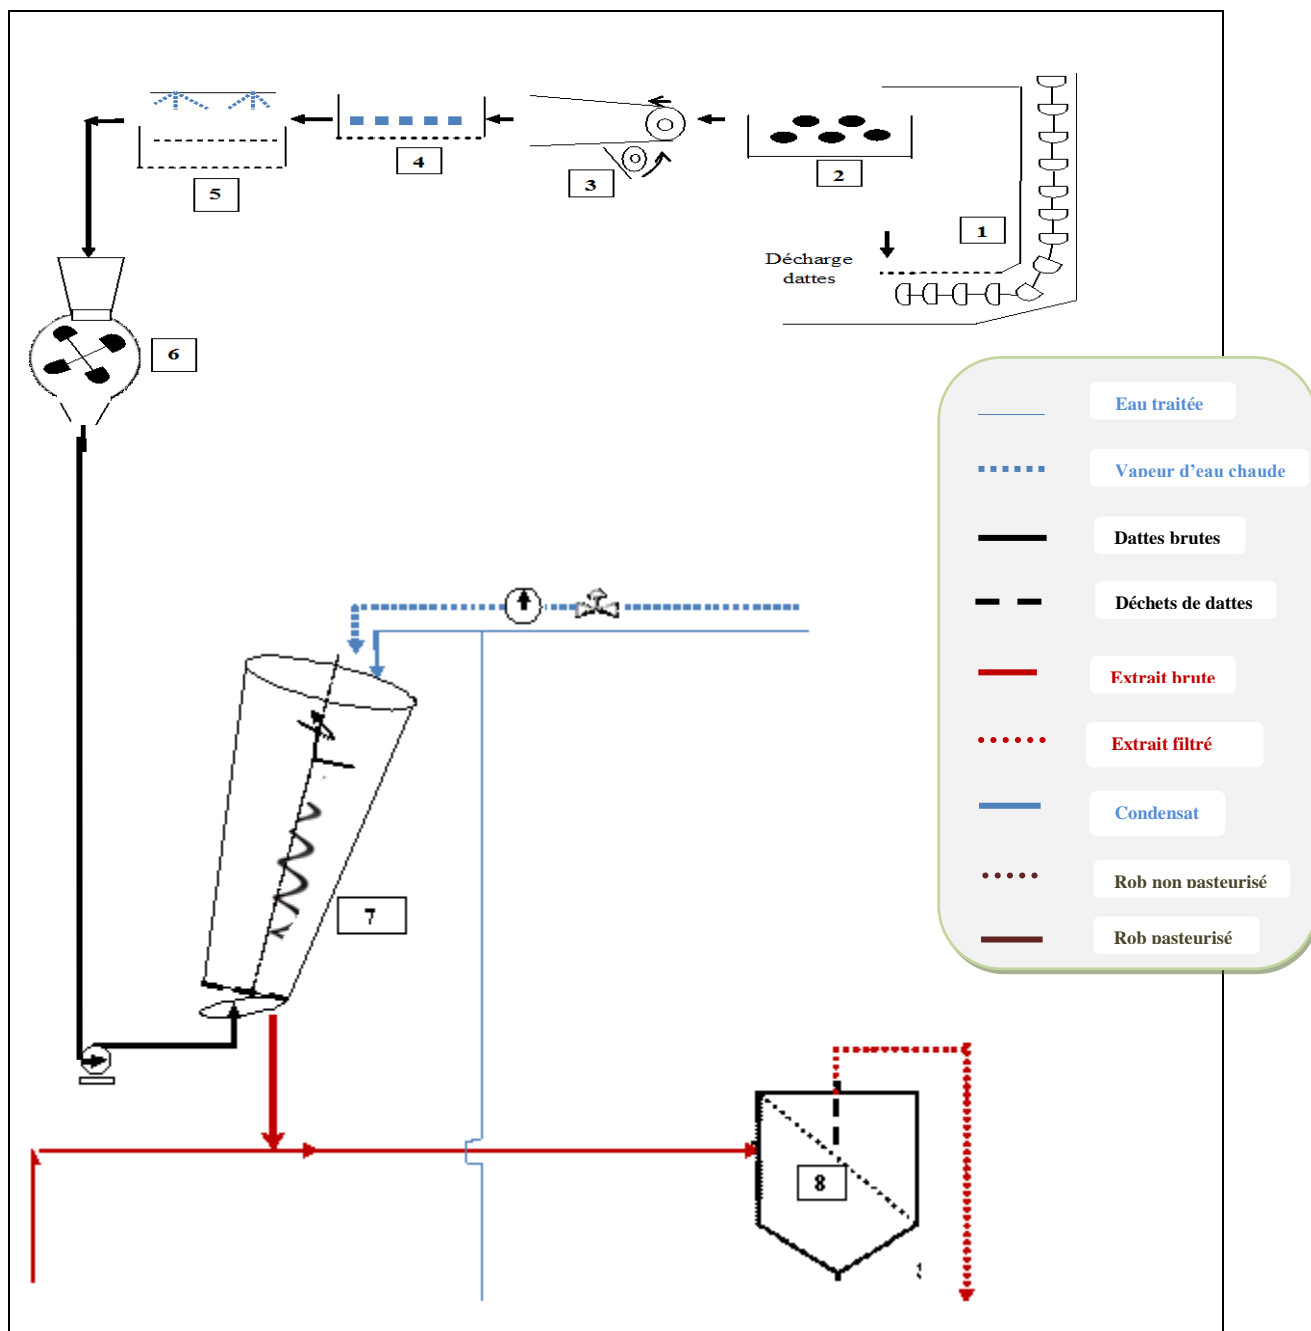 5
4
3
2
1
Décharge
dattes
6
Eau traitée
Vapeur d’eau chaude
Dattes brutes
Déchets de dattes
Extrait brute
Extrait filtré
Condensat
Rob non pasteurisé
Rob pasteurisé
7
8